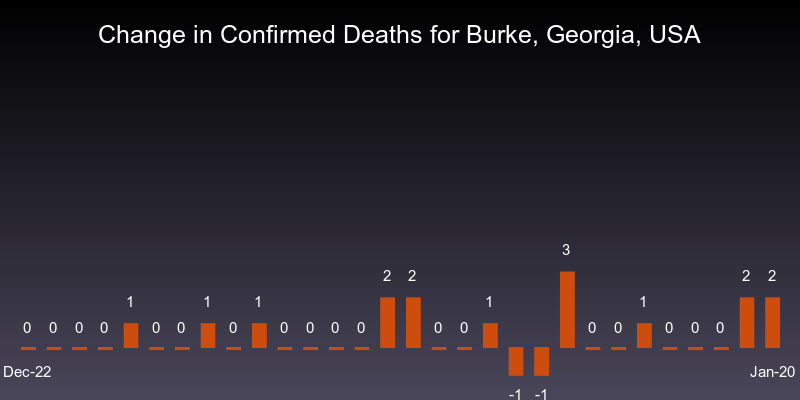 Change in Confirmed Deaths for Burke, Georgia, USA
3
2 2 2 2
1 1 1 1 1
0 0 0 0 0 0 0 0 0 0 0 0 0 0 0 0 0 0
Dec-22 Jan-20
-1 -1